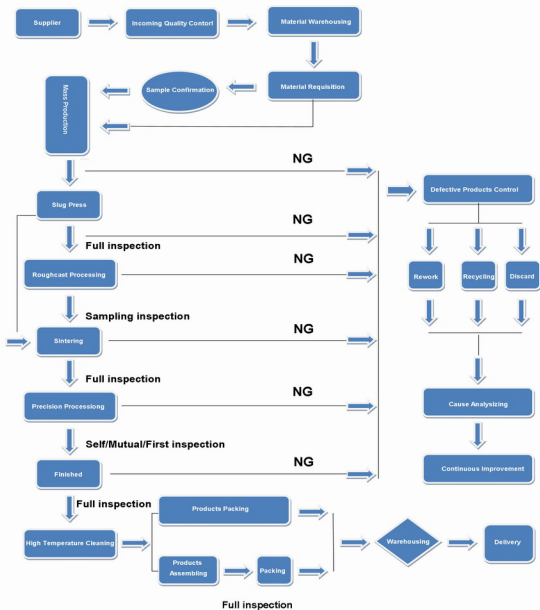 Supplier
Incoming Quality Contorl
Material Warehousing
Mass Production
Sample Confirmation
Material Requisition
NG
Slug Press
Defective Products Control
NG
Full inspection
Roughcast Processing
NG
Rework
Recycling
Discard
Sampling inspection
Sintering
NG
Full inspection
Precision Processiong
NG
Cause Analysizing
Self/Mutual/First inspection
Finished
NG
Continuous Improvement
Full inspection
Products Packing
High Temperature Cleaning
Warehousing
Delivery
Products
Assembling
Packing
Full inspection